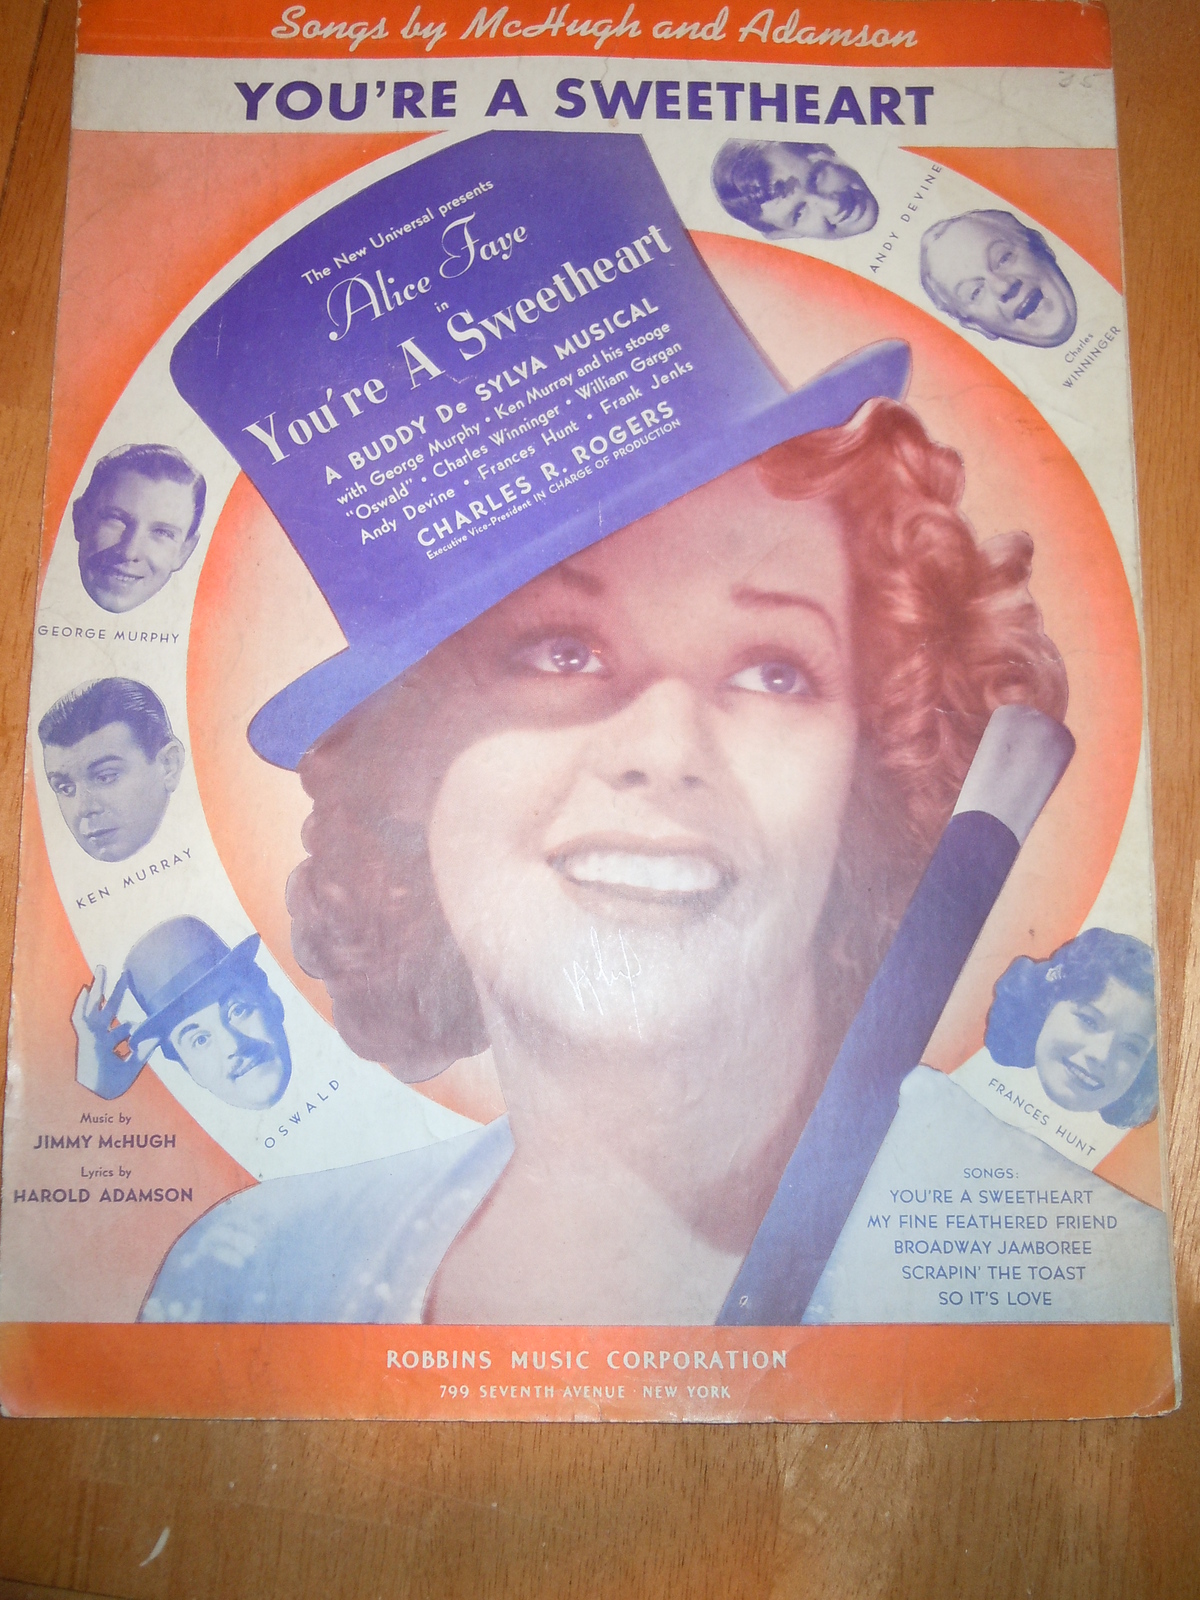 Songs by McHugh and Adamson
YOU'RE A SWEETHEART
35
The New Universal presents
Alice Faye
in
You're A Sweetheart
A BUDDY De SYLVA MUSICAL
with George Murphy • Ken Murray and his stooge
"Oswald" • Charles Winninger • William Gargan
Andy Devine • Frances Hunt • Frank Jenks
CHARLES R. ROGERS
Executive Vice-President IN CHARGE OF PRODUCTION
ANDY DEVINE
Charles
WINNINGER
GEORGE MURPHY
KEN MURRAY
OSWALD
FRANCES HUNT
Music by
JIMMY McHUGH
Lyrics by
HAROLD ADAMSON
SONGS:
YOU'RE A SWEETHEART
MY FINE FEATHERED FRIEND
BROADWAY JAMBOREE
SCRAPIN' THE TOAST
SO IT'S LOVE
ROBBINS MUSIC CORPORATION
799 SEVENTH AVENUE · NEW YORK